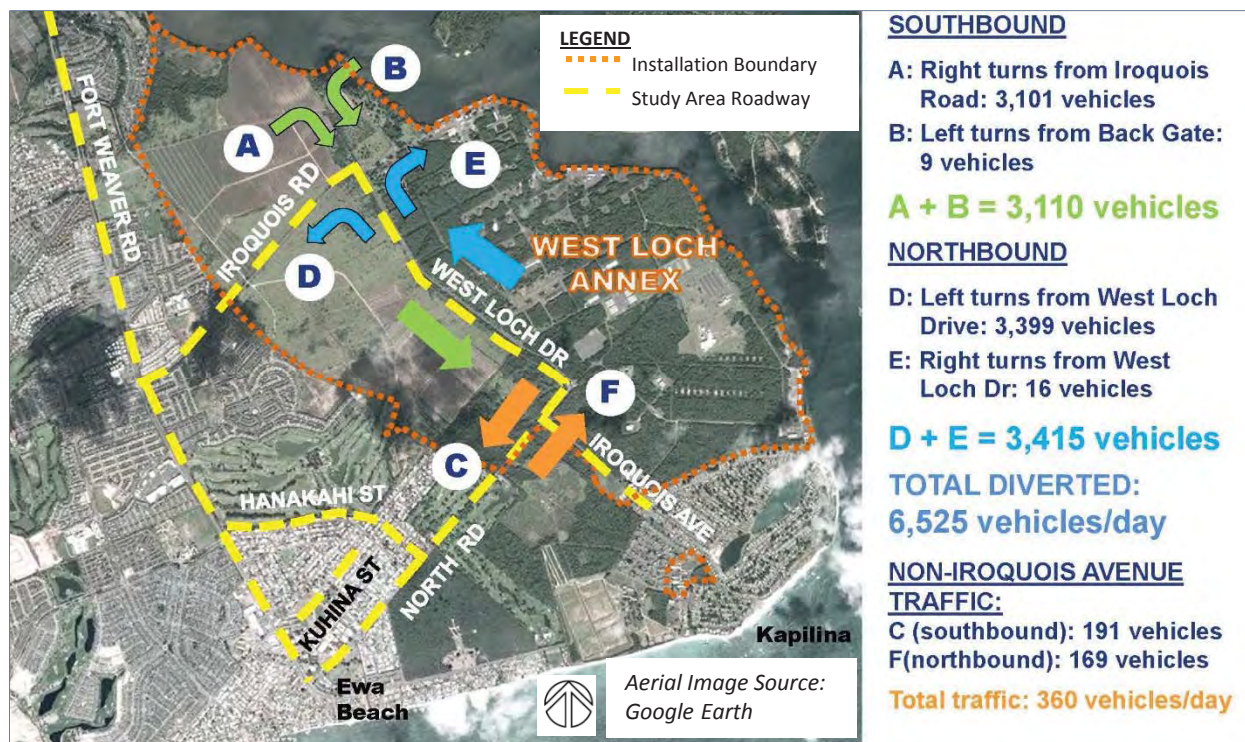 LEGEND
Installation Boundary
Study Area Roadway
B
A
E
FORT WEAVER RD
IROQUOIS RD
D
WEST LOCH
ANNEX
WEST LOCH DR
F
C
IROQUOIS AVE
HANAKAHI ST
NORTH RD
KUHINA ST
Kapilina
Ewa
Beach
Aerial Image Source:
Google Earth
SOUTHBOUND
A: Right turns from Iroquois
Road: 3,101 vehicles
B: Left turns from Back Gate:
9 vehicles
A + B = 3,110 vehicles
NORTHBOUND
D: Left turns from West Loch
Drive: 3,399 vehicles
E: Right turns from West
Loch Dr: 16 vehicles
D + E = 3,415 vehicles
TOTAL DIVERTED:
6,525 vehicles/day
NON-IROQUOIS AVENUE
TRAFFIC:
C (southbound): 191 vehicles
F(northbound): 169 vehicles
Total traffic: 360 vehicles/day